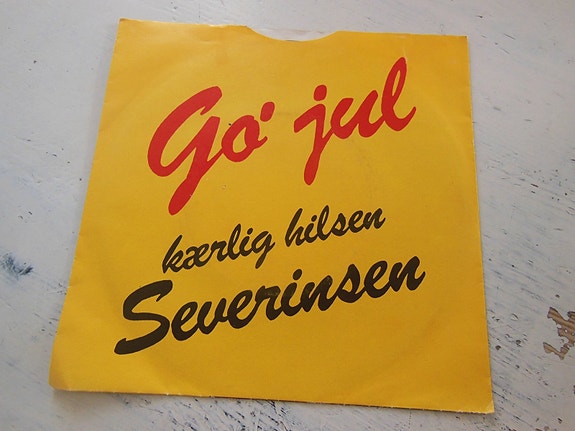 Go' jul
kærlig hilsen
Severinsen